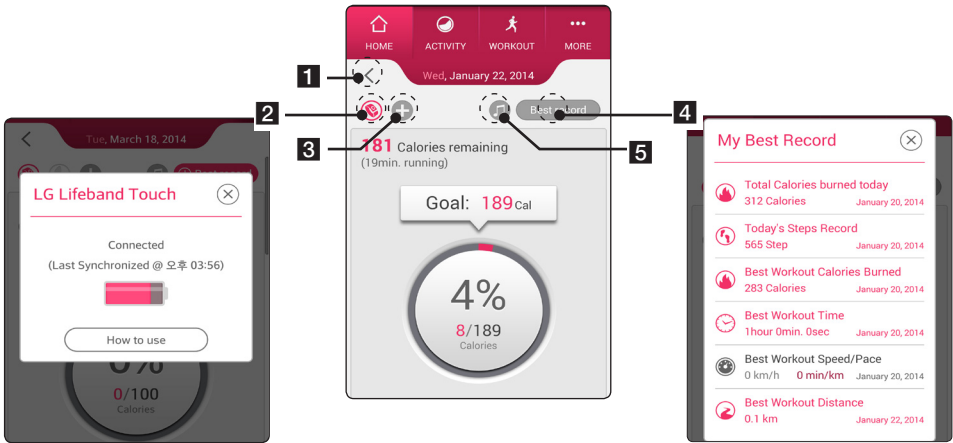 HOME
ACTIVITY
WORKOUT
MORE
Wed, January 22, 2014
1
2
3
4
5
Best record
181 Calories remaining
(19min. running)
Goal: 189 Cal
4%
8/189
Calories
Tue, March 18, 2014
LG Lifeband Touch
Connected
(Last Synchronized @ 오후 03:56)
How to use
0%
0/100
Calories
My Best Record
Total Calories burned today
312 Calories January 20, 2014
Today's Steps Record
565 Step January 20, 2014
Best Workout Calories Burned
283 Calories January 20, 2014
Best Workout Time
1hour 0min. 0sec January 20, 2014
Best Workout Speed/Pace
0 km/h 0 min/km January 20, 2014
Best Workout Distance
0.1 km January 22, 2014